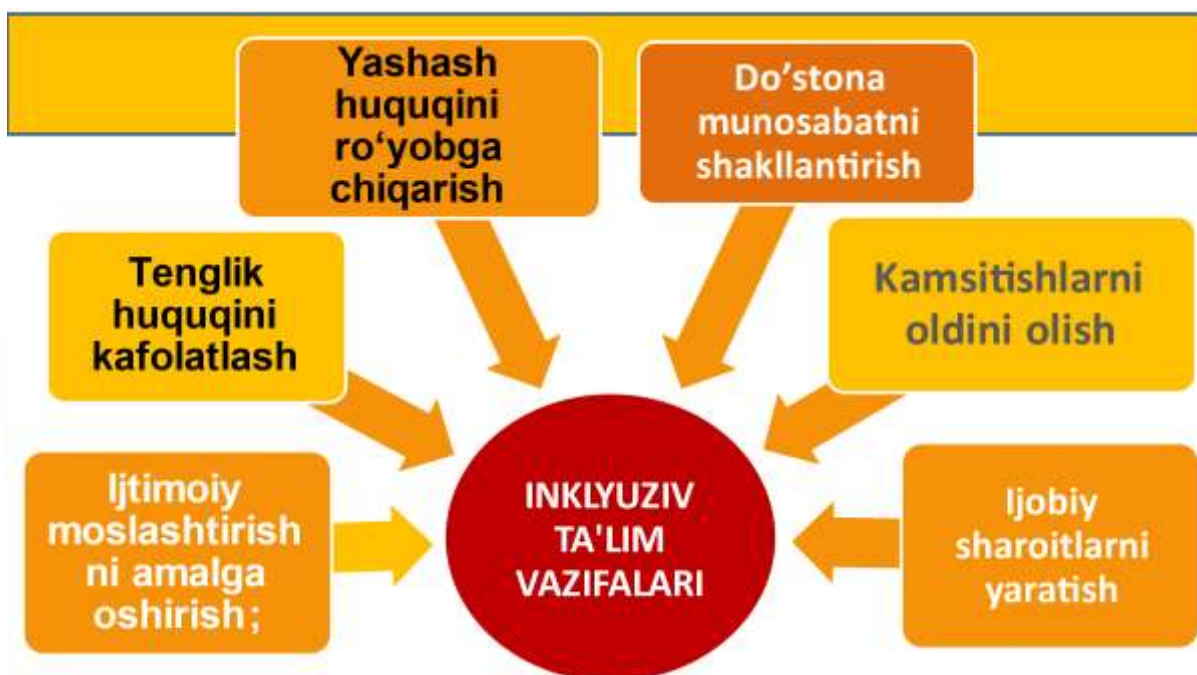 Yashash
huquqini
ro‘yobga
chiqarish
Do’stona
munosabatni
shakllantirish
Tenglik
huquqini
kafolatlash
Kamsitishlarni
oldini olish
Ijtimoiy
moslashtirish
ni amalga
oshirish;
INKLYUZIV
TA'LIM
VAZIFALARI
Ijobiy
sharoitlarni
yaratish